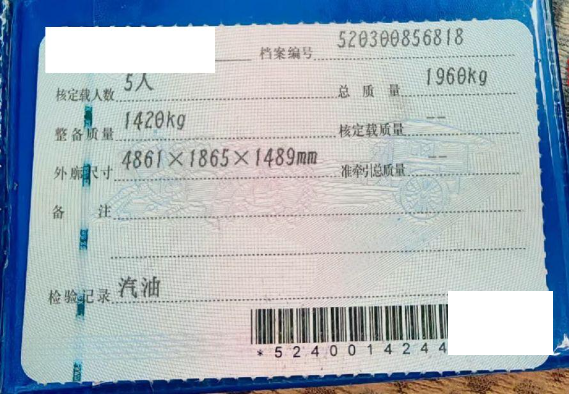 档案编号 520300856818
核定载人数 5人 总质量 1960kg
整备质量 1420kg 核定载质量 --
外廓尺寸 4861×1865×1489mm 准牵引总质量 --
备注
检验记录 汽油
*5240014244